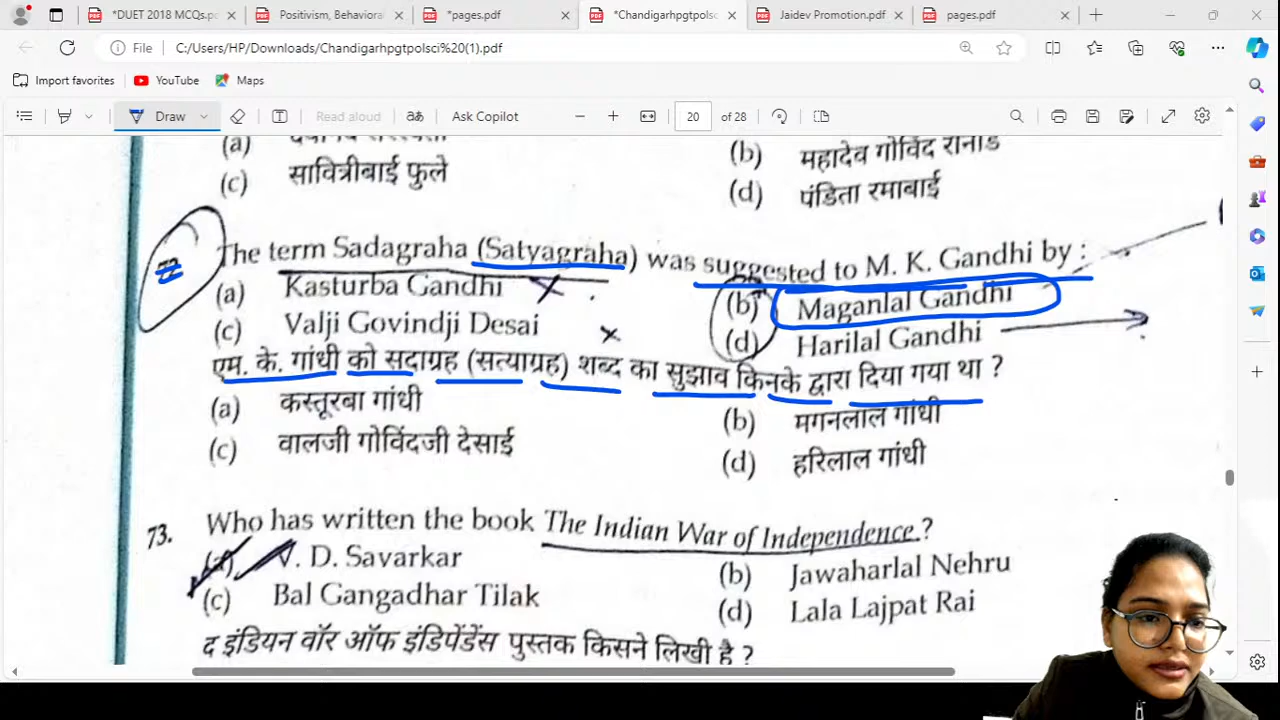 *DUET 2018 MCQs.pc
Positivism, Behaviora
*pages.pdf
*Chandigarhpgtpolsci
Jaidev Promotion.pdf
pages.pdf
File C:/Users/HP/Downloads/Chandigarhpgtpolsci%20(1).pdf
Import favorites YouTube Maps
Draw Read aloud Ask Copilot 20 of 28
(a) (b) महादेव गोविंद रानाडे
(c) सावित्रीबाई फुले (d) पंडिता रमाबाई
72 The term Sadagraha (Satyagraha) was suggested to M. K. Gandhi by :
(a) Kasturba Gandhi (b) Maganlal Gandhi
(c) Valji Govindji Desai (d) Harilal Gandhi
एम. के. गांधी को सदाग्रह (सत्याग्रह) शब्द का सुझाव किनके द्वारा दिया गया था ?
(a) कस्तूरबा गांधी (b) मगनलाल गांधी
(c) वालजी गोविंदजी देसाई (d) हरिलाल गांधी
73. Who has written the book The Indian War of Independence.?
(a) V. D. Savarkar (b) Jawaharlal Nehru
(c) Bal Gangadhar Tilak (d) Lala Lajpat Rai
द इंडियन वॉर ऑफ इंडिपेंडेंस पुस्तक किसने लिखी है ?